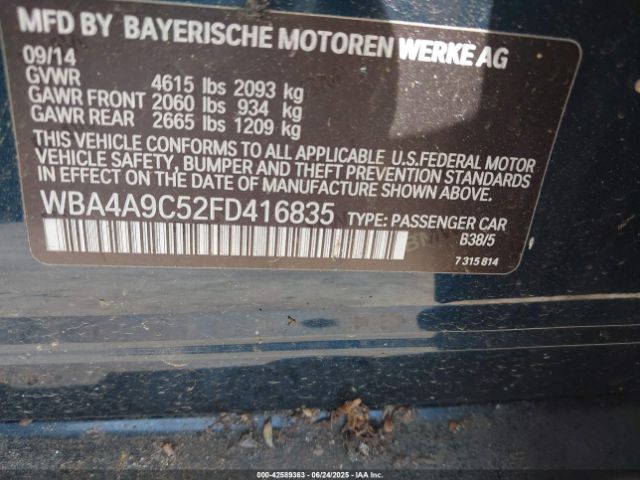 MFD BY BAYERISCHE MOTOREN WERKE AG
09/14
GVWR 4615 lbs 2093 kg
GAWR FRONT 2060 lbs 934 kg
GAWR REAR 2665 lbs 1209 kg
THIS VEHICLE CONFORMS TO ALL APPLICABLE U.S.FEDERAL MOTOR
VEHICLE SAFETY, BUMPER AND THEFT PREVENTION STANDARDS
IN EFFECT ON THE DATE OF MANUFACTURE SHOWN ABOVE.
WBA4A9C52FD416835 TYPE: PASSENGER CAR
B38/5
7 315 814
000-42589363 06/24/2025 IAA Inc.